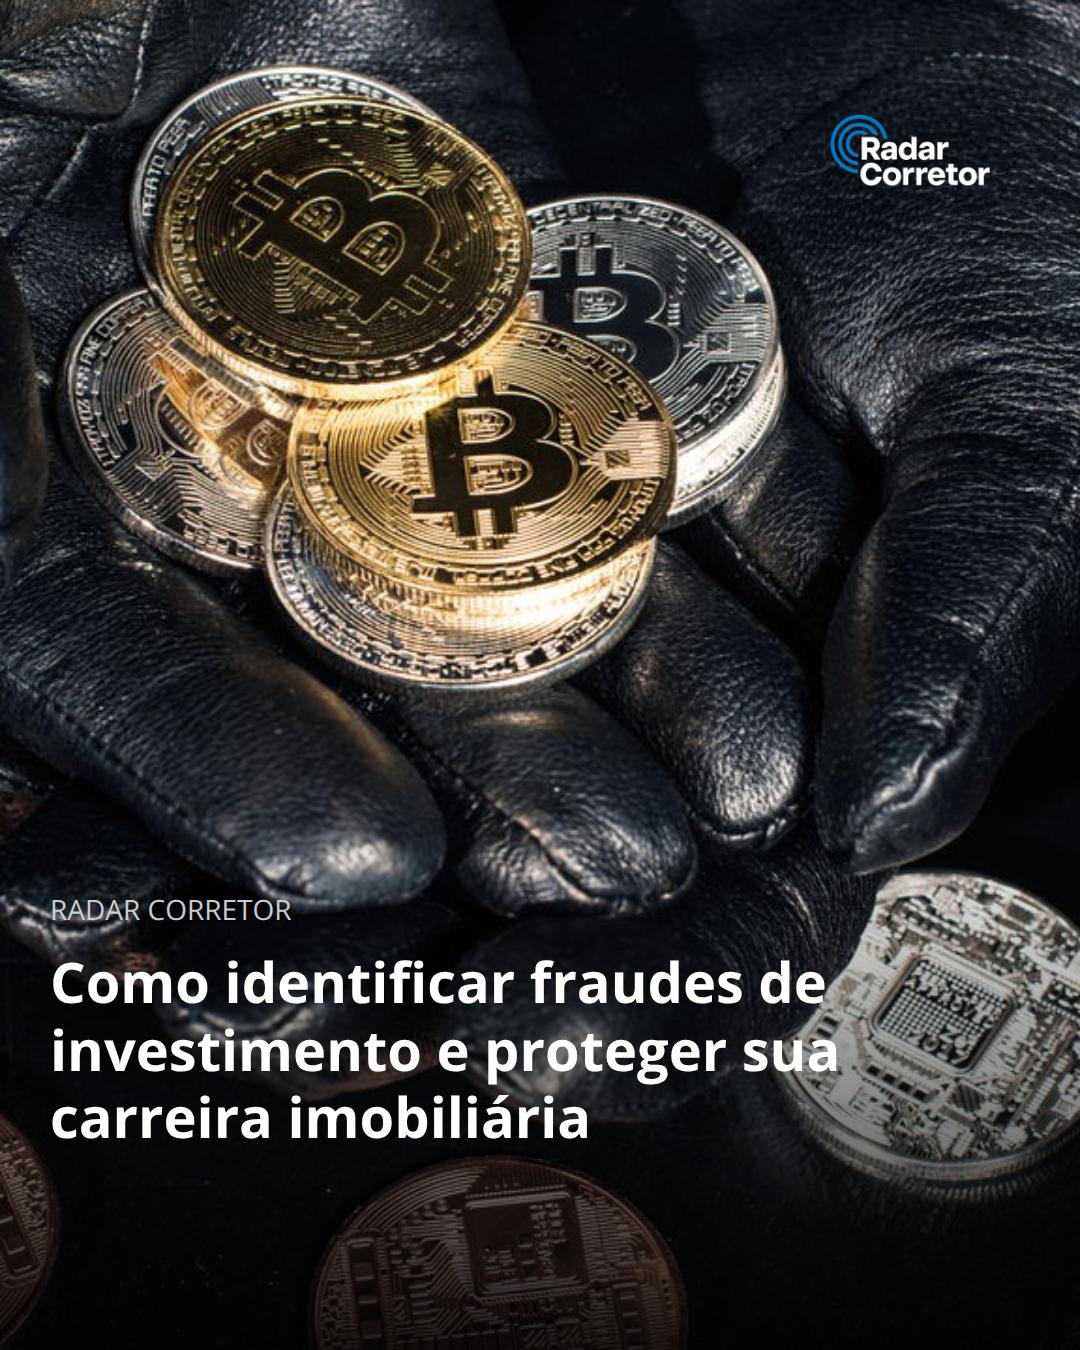 Radar
Corretor
RADAR CORRETOR
Como identificar fraudes de
investimento e proteger sua
carreira imobiliária